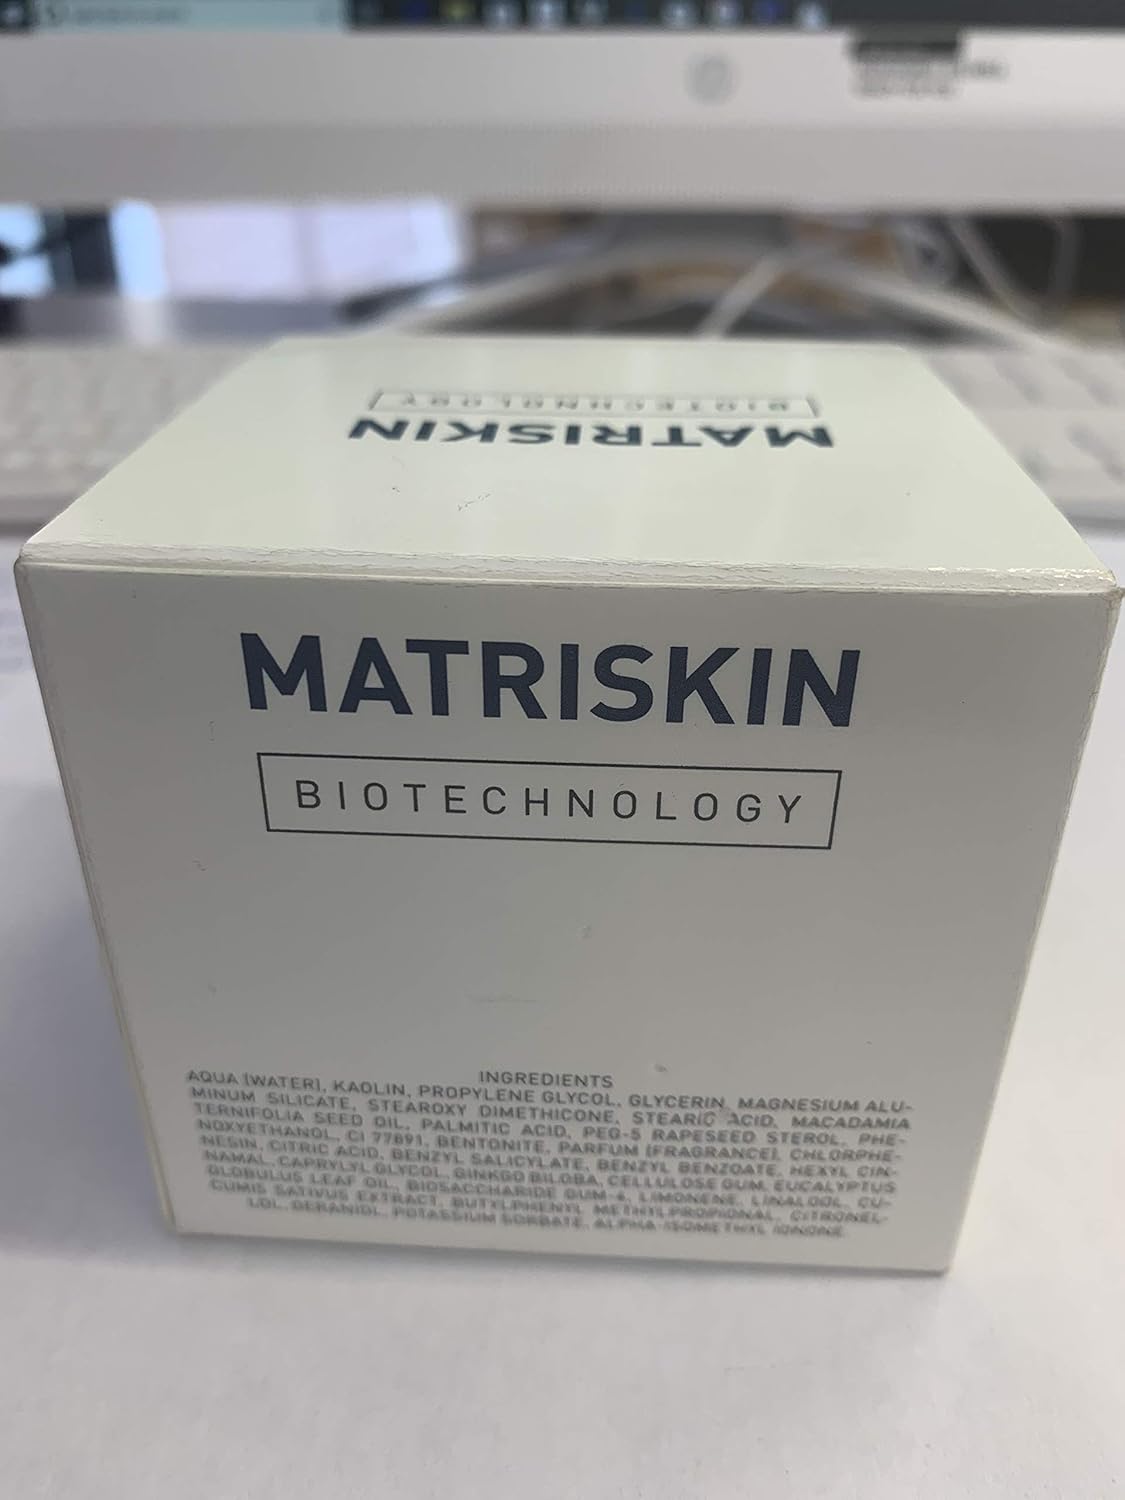 MATRISKIN
BIOTECHNOLOGY
MATRISKIN
BIOTECHNOLOGY
INGREDIENTS
AQUA (WATER), KAOLIN, PROPYLENE GLYCOL, GLYCERIN, MAGNESIUM ALU-
MINUM SILICATE, STEAROXY DIMETHICONE, STEARIC ACID, MACADAMIA
TERNIFOLIA SEED OIL, PALMITIC ACID, PEG-5 RAPESEED STEROL, PHE-
NOXYETHANOL, CI 77891, BENTONITE, PARFUM (FRAGRANCE), CHLORPHE-
NESIN, CITRIC ACID, BENZYL SALICYLATE, BENZYL BENZOATE, HEXYL CIN-
NAMAL, CAPRYLYL GLYCOL, GINKGO BILOBA, CELLULOSE GUM, EUCALYPTUS
GLOBULUS LEAF OIL, BIOSACCHARIDE GUM-4, LIMONENE, LINALOOL, CU-
CUMIS SATIVUS EXTRACT, BUTYLPHENYL METHYLPROPIONAL, CITRONEL-
LOL, GERANIOL, POTASSIUM SORBATE, ALPHA-ISOMETHYL IONONE.